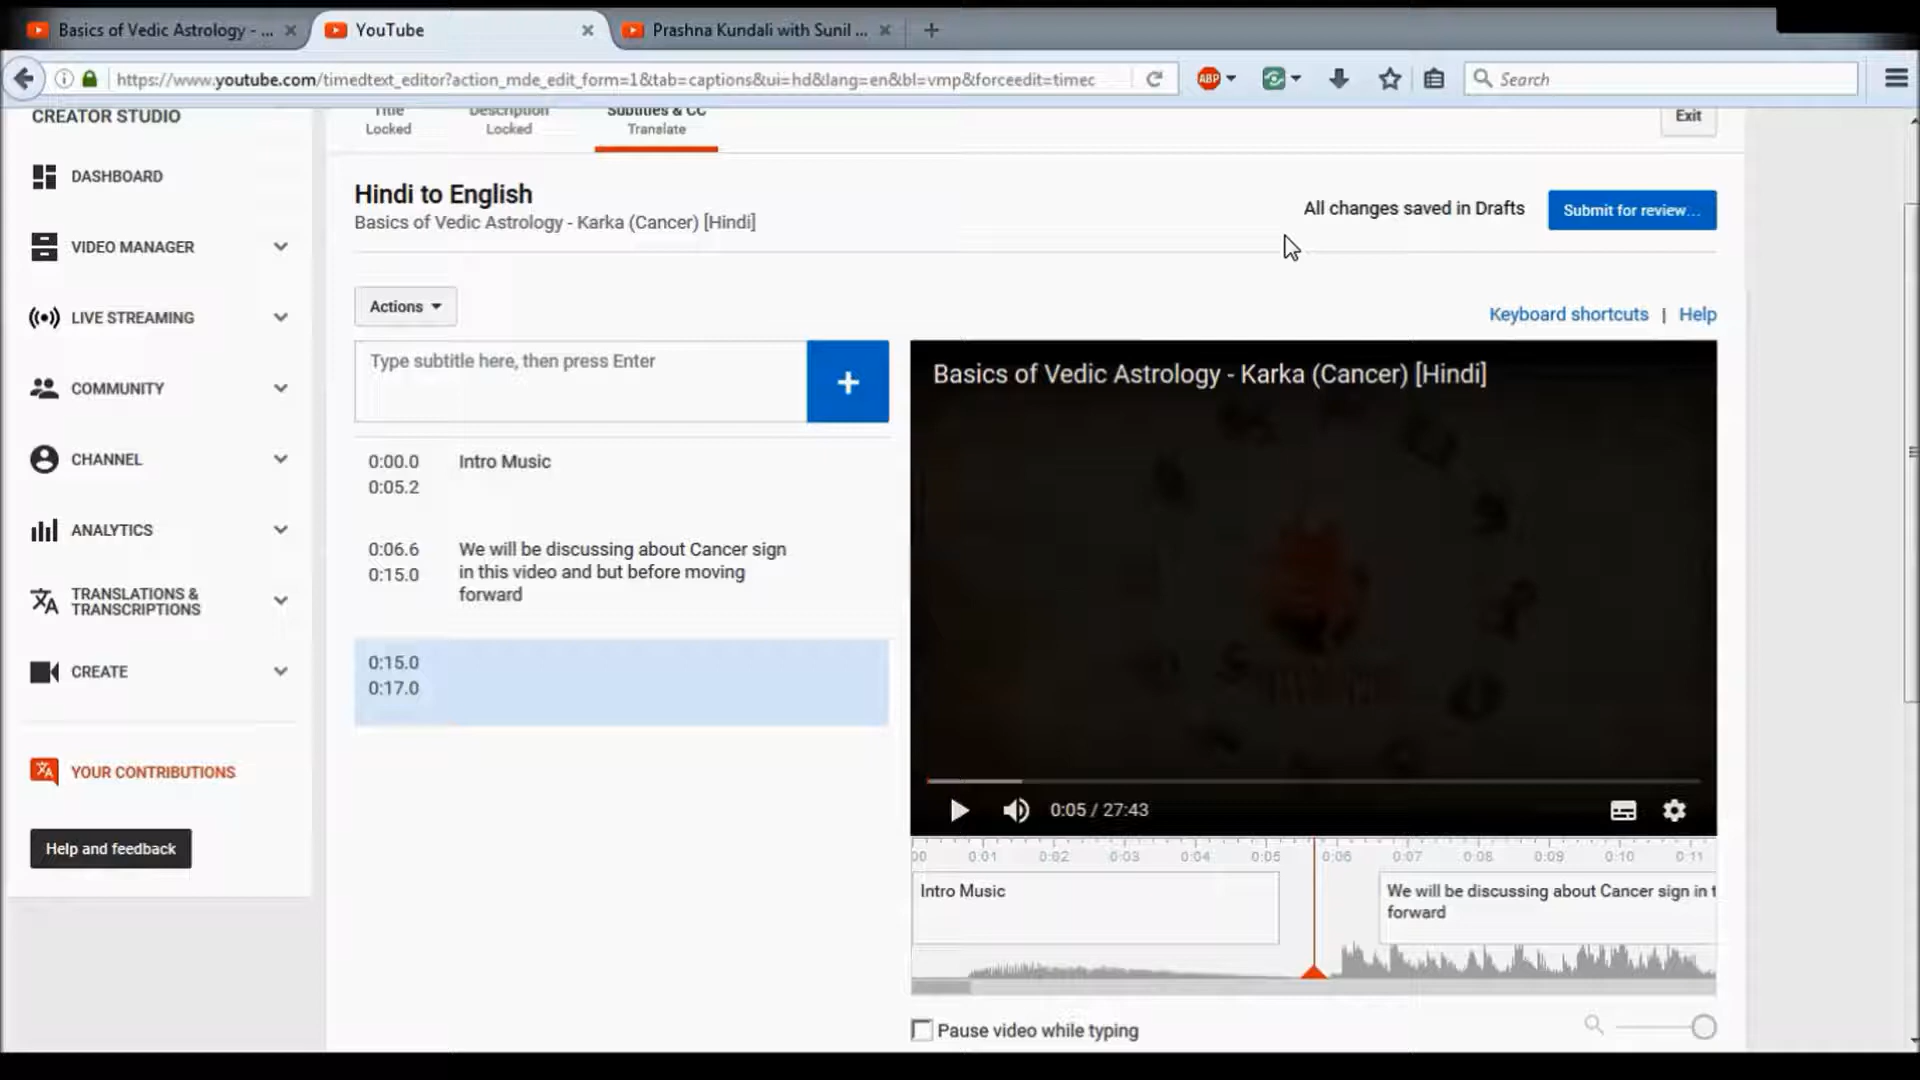 Basics of Vedic Astrology - ...
YouTube
Prashna Kundali with Sunil ...
https://www.youtube.com/timedtext_editor?action_mde_edit_form=1&tab=captions&ui=hd&lang=en&bl=vmp&forceedit=timec
ABP
Search
CREATOR STUDIO
Title
Locked
Description
Locked
Subtitles & CC
Translate
Exit
DASHBOARD
VIDEO MANAGER
LIVE STREAMING
COMMUNITY
CHANNEL
ANALYTICS
TRANSLATIONS &
TRANSCRIPTIONS
CREATE
YOUR CONTRIBUTIONS
Help and feedback
Hindi to English
Basics of Vedic Astrology - Karka (Cancer) [Hindi]
All changes saved in Drafts
Submit for review...
Actions
Keyboard shortcuts | Help
Type subtitle here, then press Enter
+
0:00.0 Intro Music
0:05.2
0:06.6 We will be discussing about Cancer sign
0:15.0 in this video and but before moving
forward
0:15.0
0:17.0
Basics of Vedic Astrology - Karka (Cancer) [Hindi]
0:05 / 27:43
00 0:01 0:02 0:03 0:04 0:05 0:06 0:07 0:08 0:09 0:10 0:11
Intro Music
We will be discussing about Cancer sign in t
forward
Pause video while typing